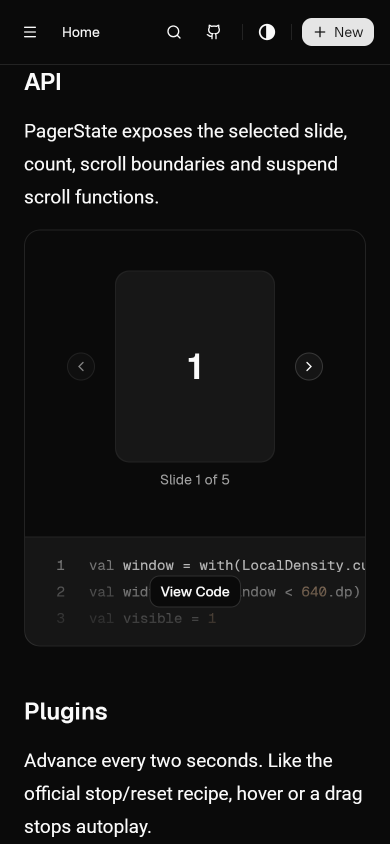 Home
New
API
PagerState exposes the selected slide,
count, scroll boundaries and suspend
scroll functions.
1
Slide 1 of 5
1 val window = with(LocalDensity.cu
2 val wid
View Code
ndow < 640.dp)
3 val visible = 1
Plugins
Advance every two seconds. Like the
official stop/reset recipe, hover or a drag
stops autoplay.